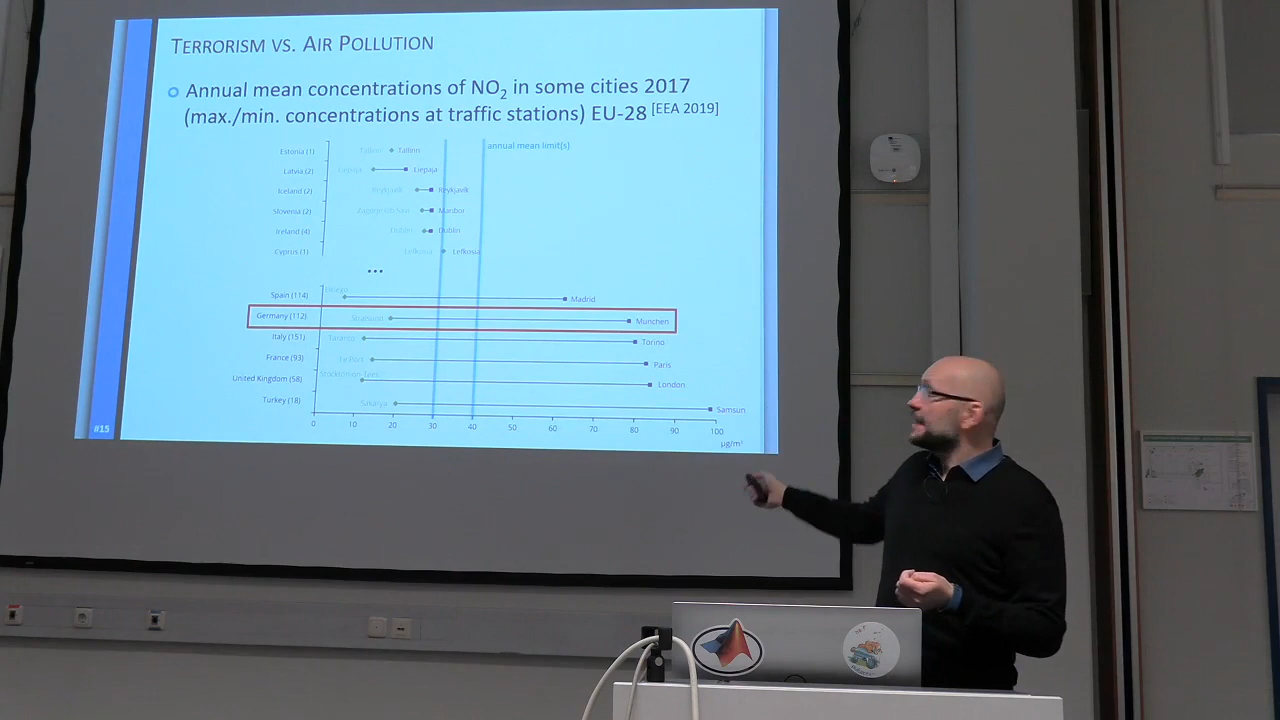 TERRORISM VS. AIR POLLUTION
Annual mean concentrations of NO2 in some cities 2017
(max./min. concentrations at traffic stations) EU-28 [EEA 2019]
annual mean limit(s)
Estonia (1) Tallinn Tallinn
Latvia (2) Liepaja Liepaja
Iceland (2) Reykjavik Reykjavik
Slovenia (2) Maribor
Ireland (4) Dublin Dublin
Cyprus (1) Lefkosia Lefkosia
...
Spain (114) Madrid
Germany (112) Stralsund München
Italy (151) Taranto Torino
France (93) Le Port Paris
United Kingdom (58) Stockton-on-Tees London
Turkey (18) Sakarya Samsun
0 10 20 30 40 50 60 70 80 90 100
µg/m³
#15